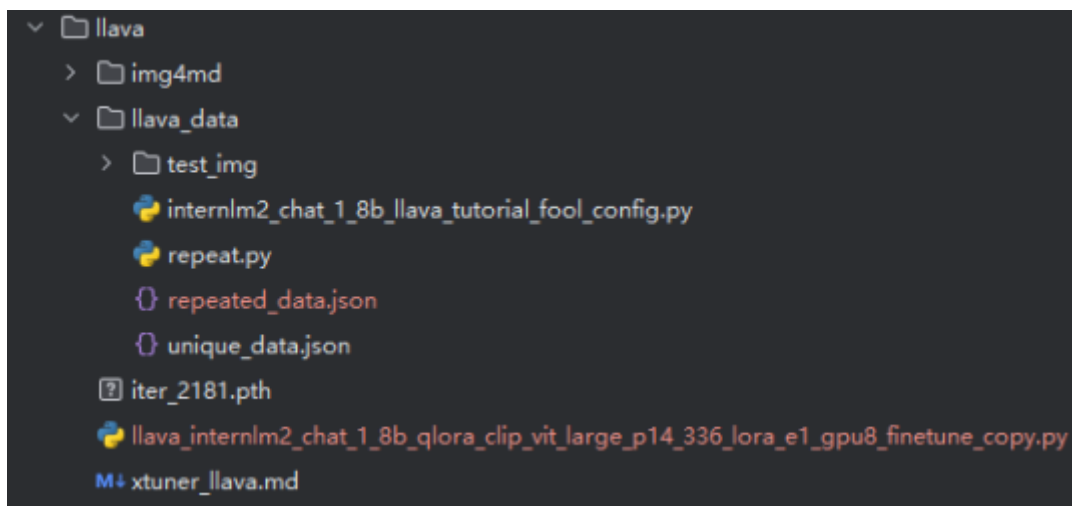 llava
img4md
llava_data
test_img
internlm2_chat_1_8b_llava_tutorial_fool_config.py
repeat.py
{} repeated_data.json
{} unique_data.json
? iter_2181.pth
llava_internlm2_chat_1_8b_qlora_clip_vit_large_p14_336_lora_e1_gpu8_finetune_copy.py
M↓ xtuner_llava.md